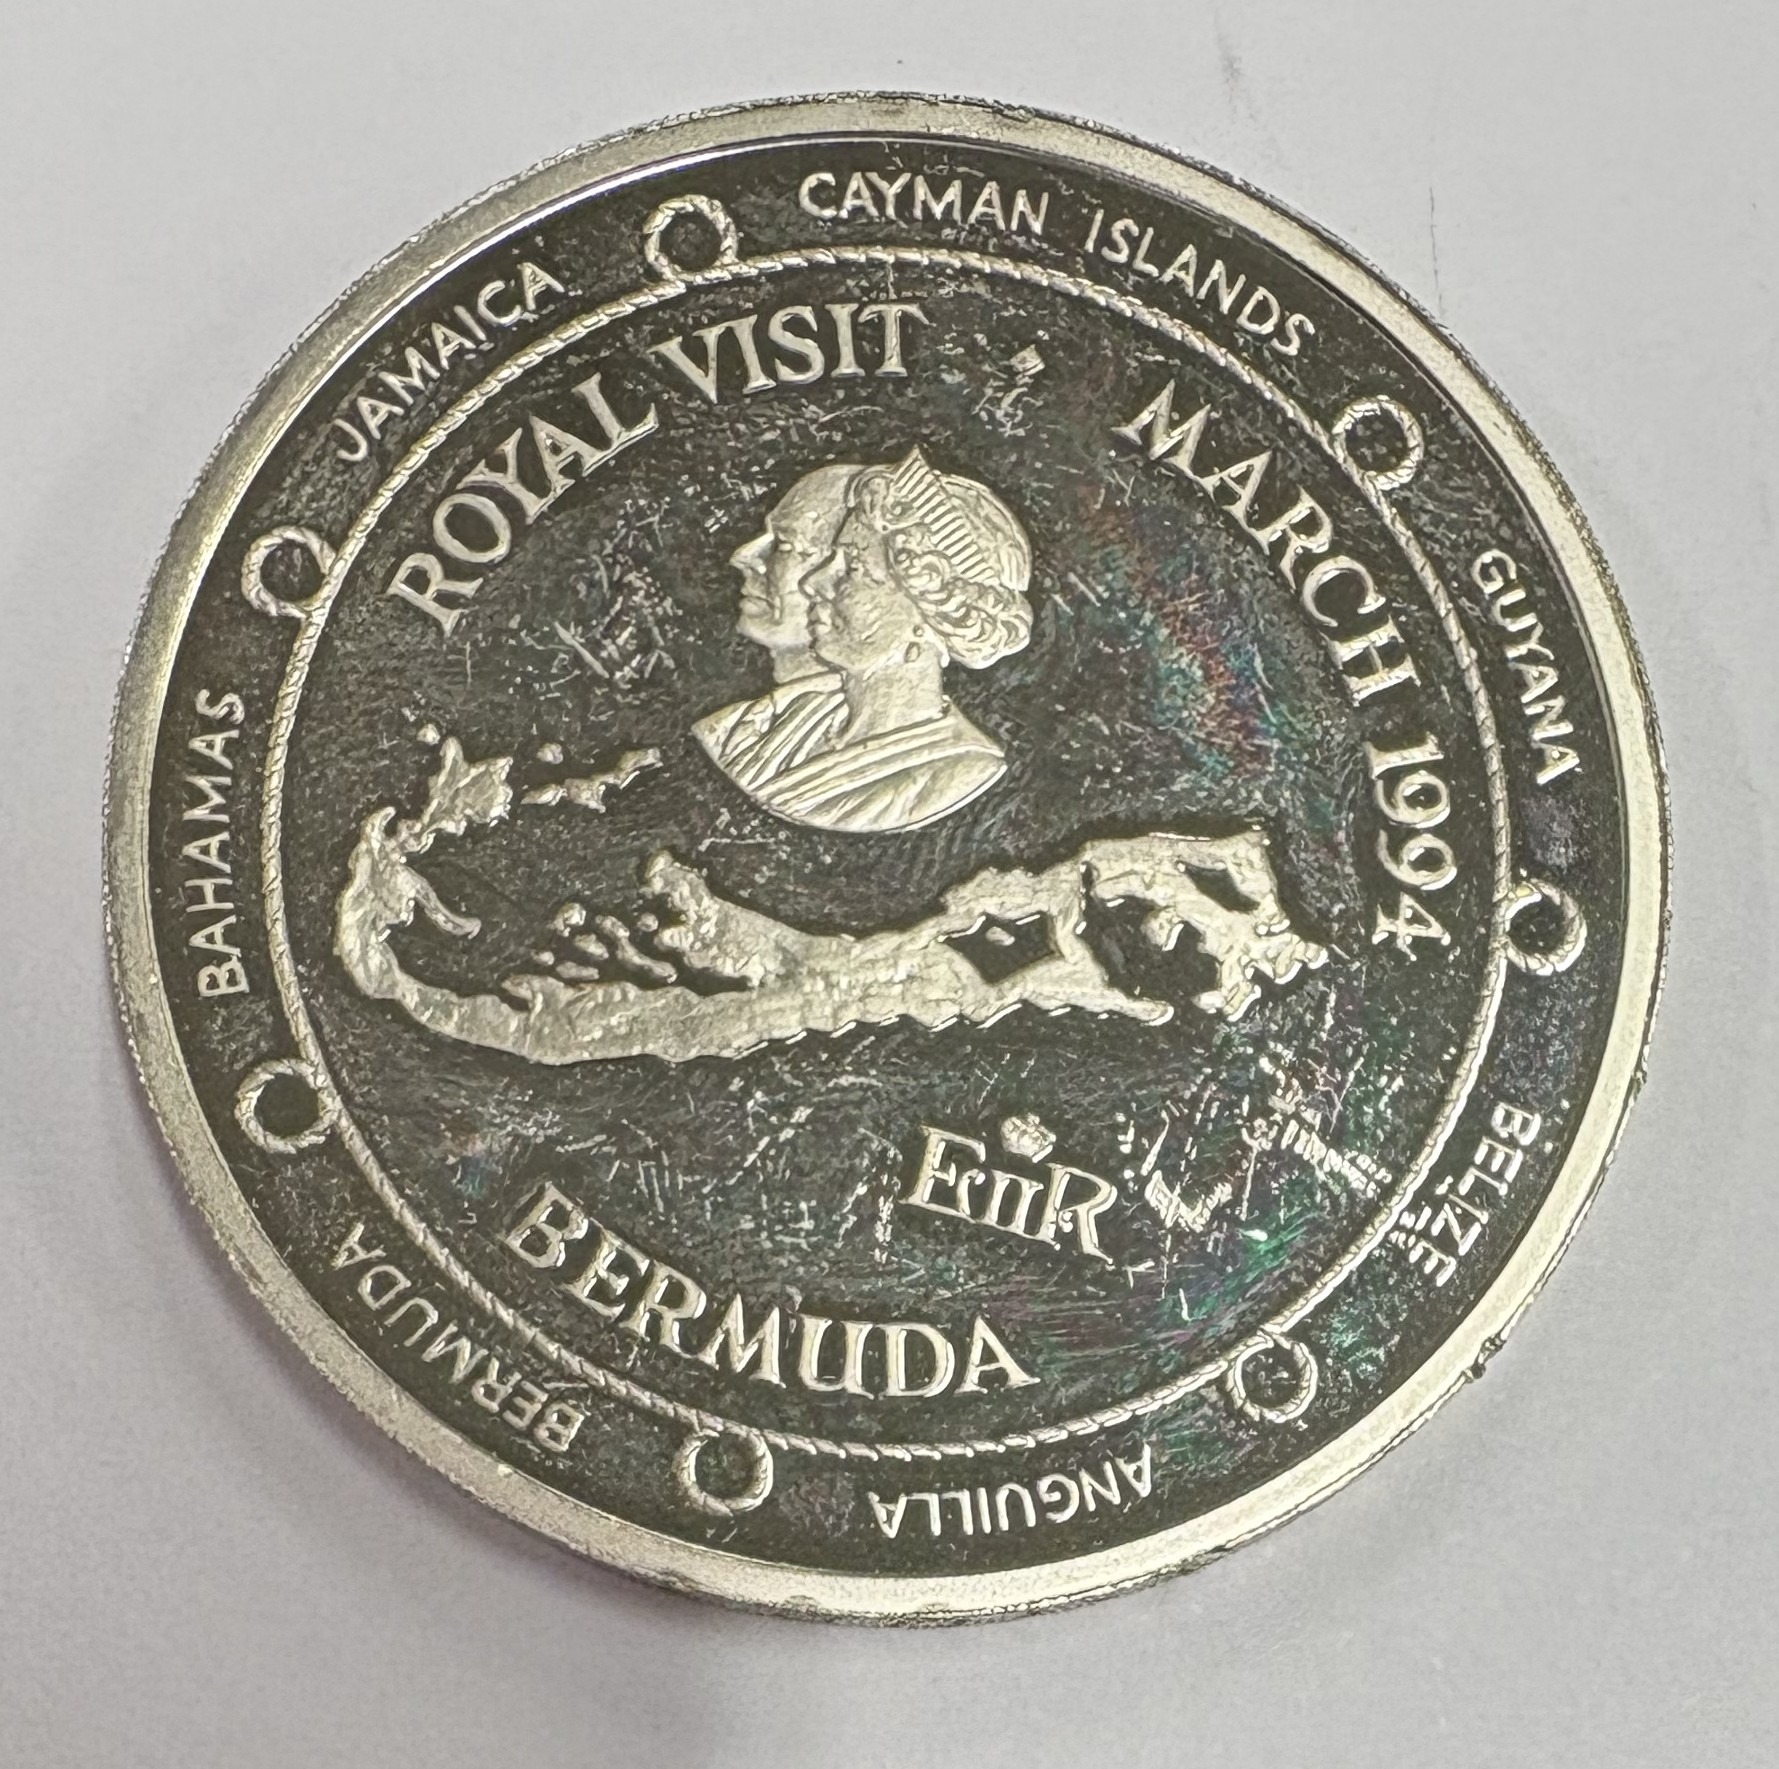 ROYAL VISIT
MARCH 1994
EIIR
BERMUDA
CAYMAN ISLANDS
GUYANA
BELIZE
ANGUILLA
BERMUDA
BAHAMAS
JAMAICA